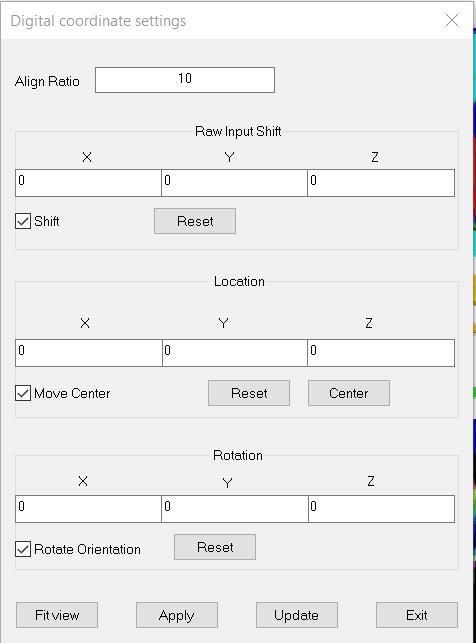 Digital coordinate settings
Align Ratio 10
Raw Input Shift
X Y Z
0 0 0
Shift Reset
Location
X Y Z
0 0 0
Move Center Reset Center
Rotation
X Y Z
0 0 0
Rotate Orientation Reset
Fit view Apply Update Exit